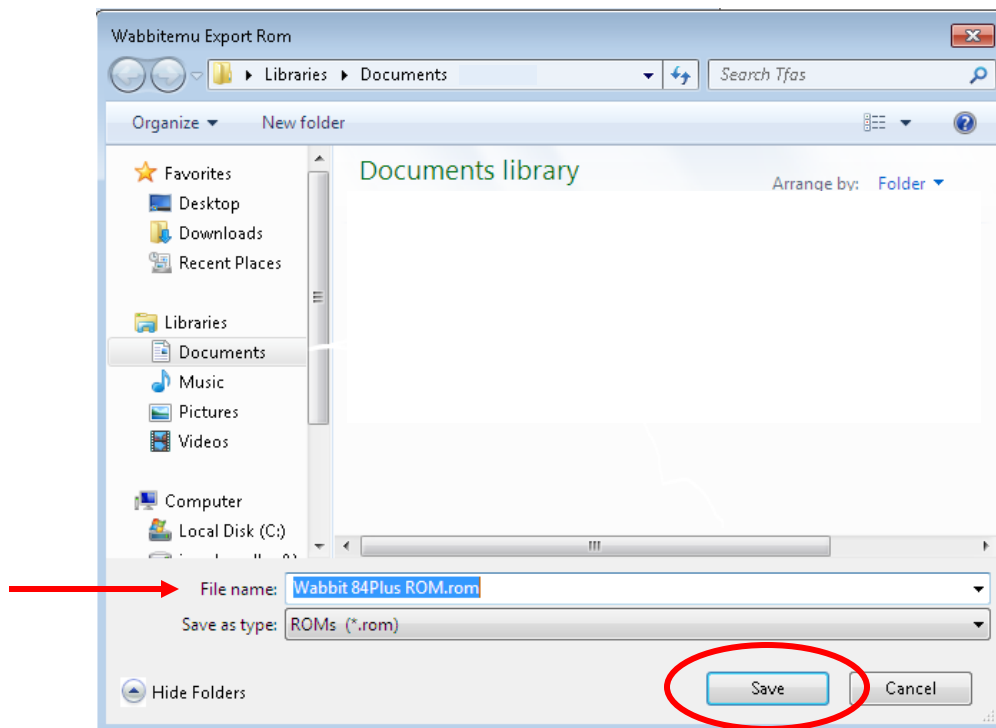 Wabbitemu Export Rom
Libraries Documents
Search Tfas
Organize New folder
Documents library
Arrange by: Folder
Favorites
Desktop
Downloads
Recent Places
Libraries
Documents
Music
Pictures
Videos
Computer
Local Disk (C:)
File name: Wabbit 84Plus ROM.rom
Save as type: ROMs (*.rom)
Hide Folders
Save Cancel